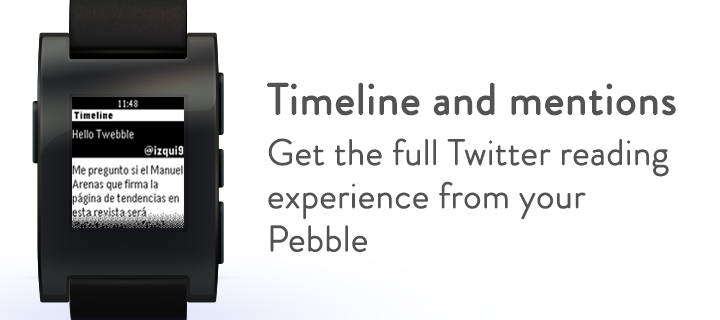 11:48
Timeline
Hello Twebble
@izqui9
Me pregunto si el Manuel
Arenas que firma la
página de tendencias en
esta revista será
Timeline and mentions
Get the full Twitter reading
experience from your
Pebble